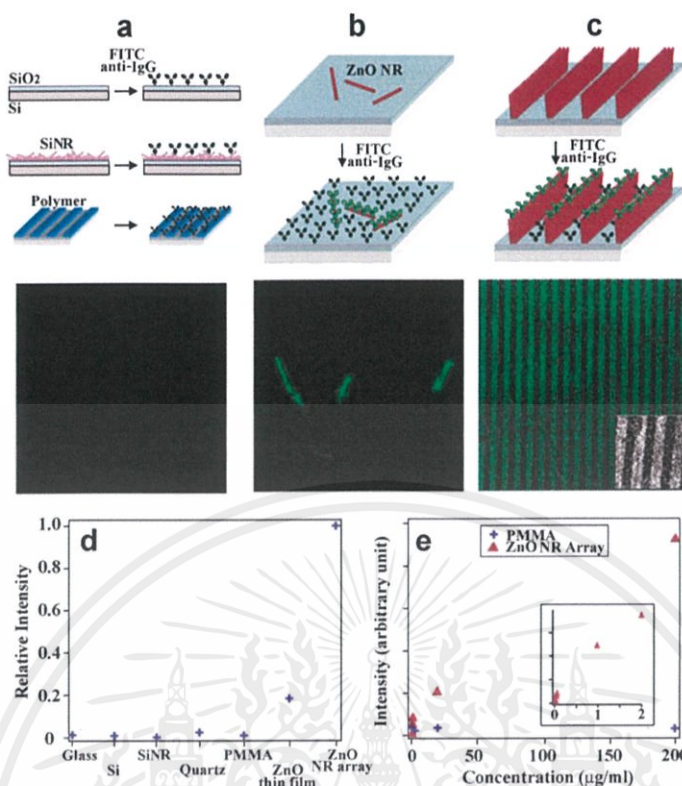 a
b
c
FITC
anti-IgG
SiO2
Si
SiNR
Polymer
ZnO NR
FITC
anti-IgG
FITC
anti-IgG
d
Relative Intensity
1.0
0.8
0.6
0.4
0.2
0
Glass
Si
SiNR
Quartz
PMMA
ZnO
thin film
ZnO
NR array
e
PMMA
ZnO NR Array
Intensity (arbitrary unit)
0
1
2
0
50
100
150
200
Concentration (µg/ml)